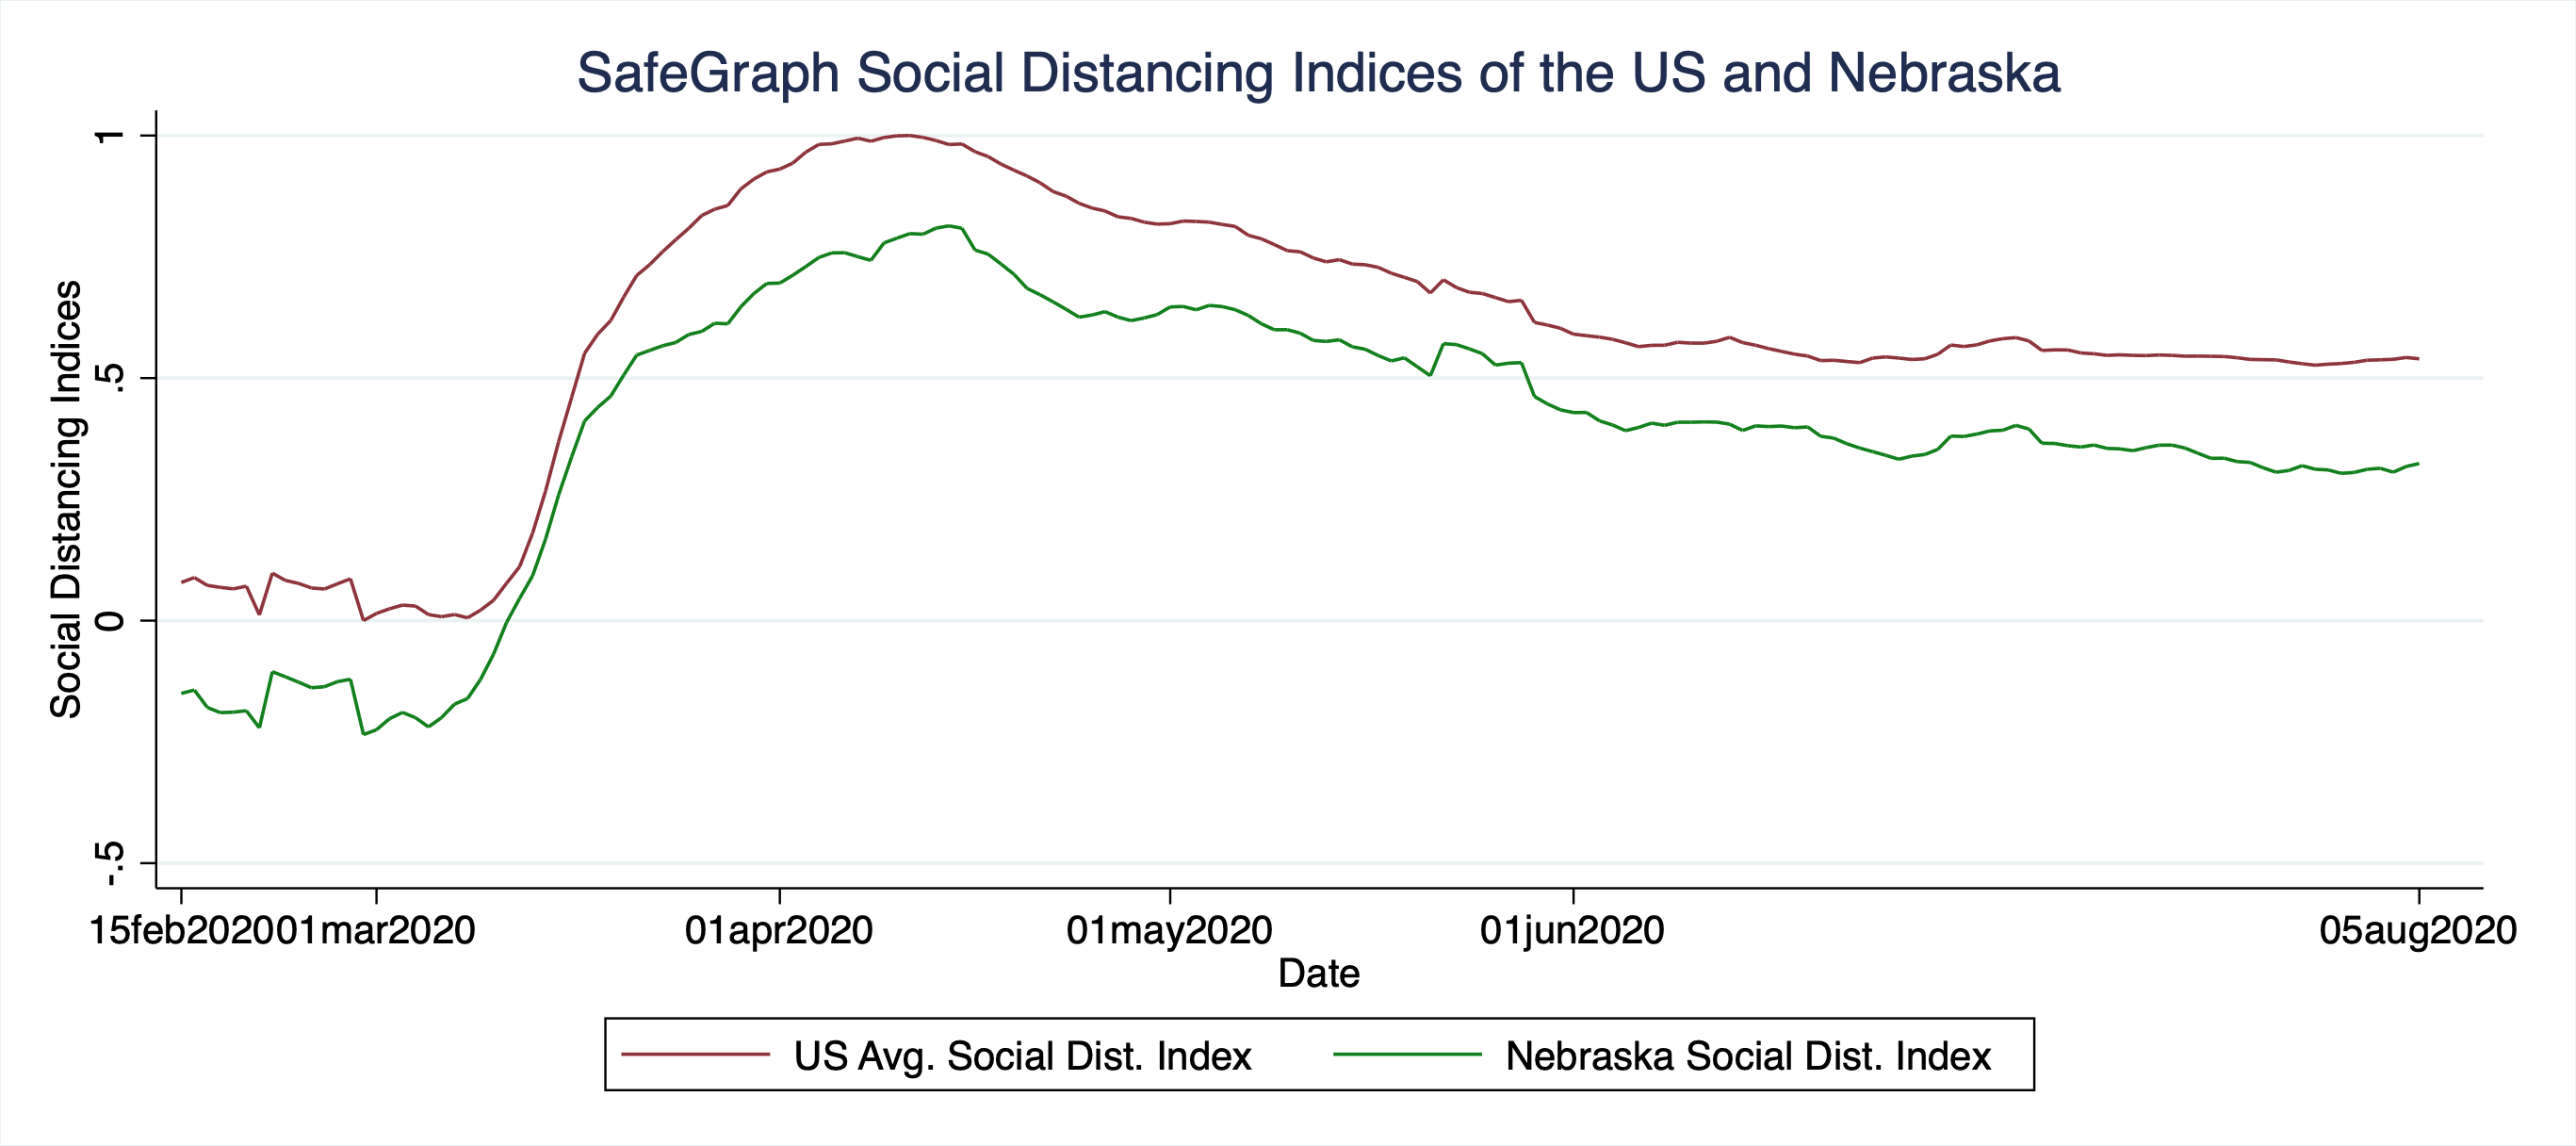 SafeGraph Social Distancing Indices of the US and Nebraska
Social Distancing Indices
1
.5
0
-.5
15feb2020
01mar2020
01apr2020
01may2020
01jun2020
05aug2020
Date
US Avg. Social Dist. Index
Nebraska Social Dist. Index